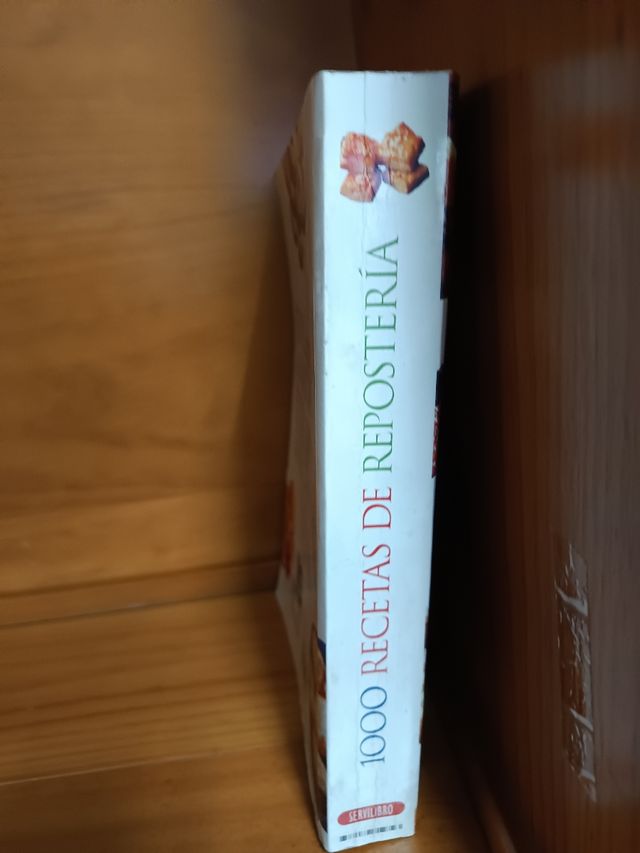 1000 RECETAS DE REPOSTERÍA
SERVILIBRO